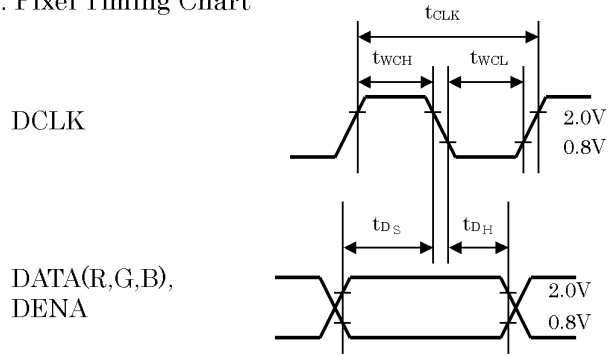 . Pixel Timing Chart
tCLK
tWCH
tWCL
DCLK
2.0V
0.8V
tDS
tDH
DATA(R,G,B),
DENA
2.0V
0.8V